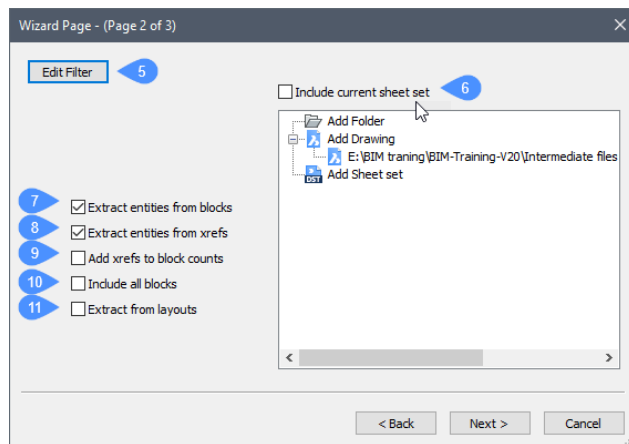 Wizard Page - (Page 2 of 3)
Edit Filter
5
Include current sheet set
6
Add Folder
Add Drawing
E:\BIM traning\BIM-Training-V20\Intermediate files
DST
Add Sheet set
7
Extract entities from blocks
8
Extract entities from xrefs
9
Add xrefs to block counts
10
Include all blocks
11
Extract from layouts
< Back
Next >
Cancel